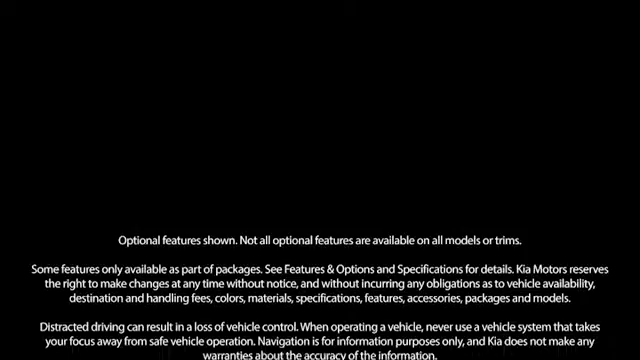 Optional features shown. Not all optional features are available on all models or trims.
Some features only available as part of packages. See Features & Options and Specifications for details. Kia Motors reserves
the right to make changes at any time without notice, and without incurring any obligations as to vehicle availability,
destination and handling fees, colors, materials, specifications, features, accessories, packages and models.
Distracted driving can result in a loss of vehicle control. When operating a vehicle, never use a vehicle system that takes
your focus away from safe vehicle operation. Navigation is for information purposes only, and Kia does not make any
warranties about the accuracy of the information.